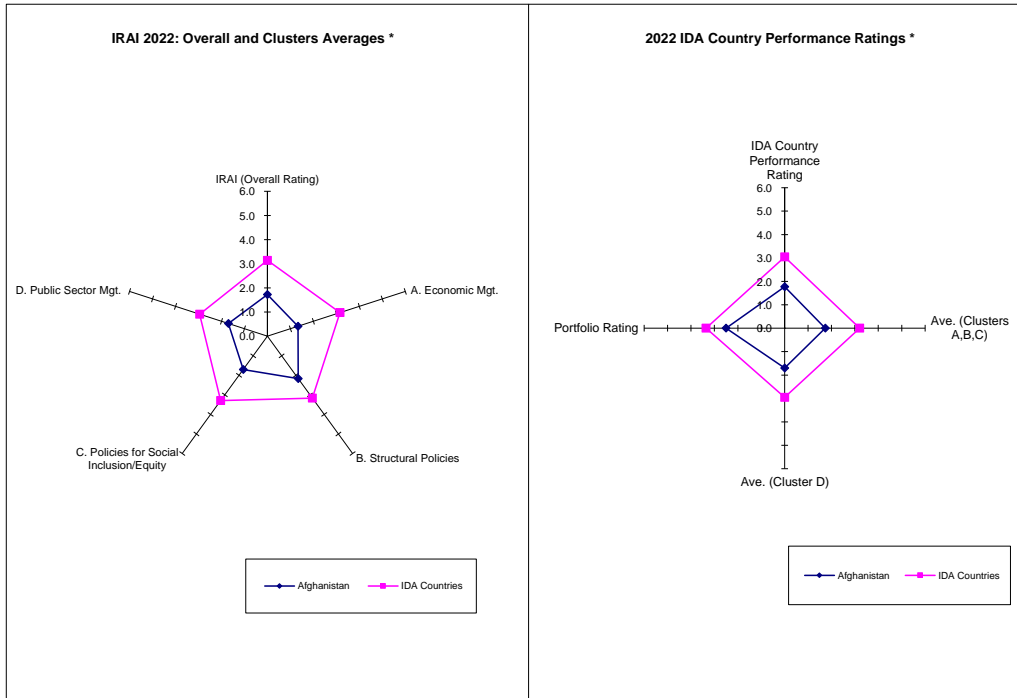 IRAI 2022: Overall and Clusters Averages *
IRAI (Overall Rating)
6.0
5.0
4.0
3.0
2.0
1.0
0.0
D. Public Sector Mgt.
A. Economic Mgt.
C. Policies for Social
Inclusion/Equity
B. Structural Policies
Afghanistan
IDA Countries
2022 IDA Country Performance Ratings *
IDA Country
Performance
Rating
6.0
5.0
4.0
3.0
2.0
1.0
0.0
Portfolio Rating
Ave. (Clusters
A,B,C)
Ave. (Cluster D)
Afghanistan
IDA Countries